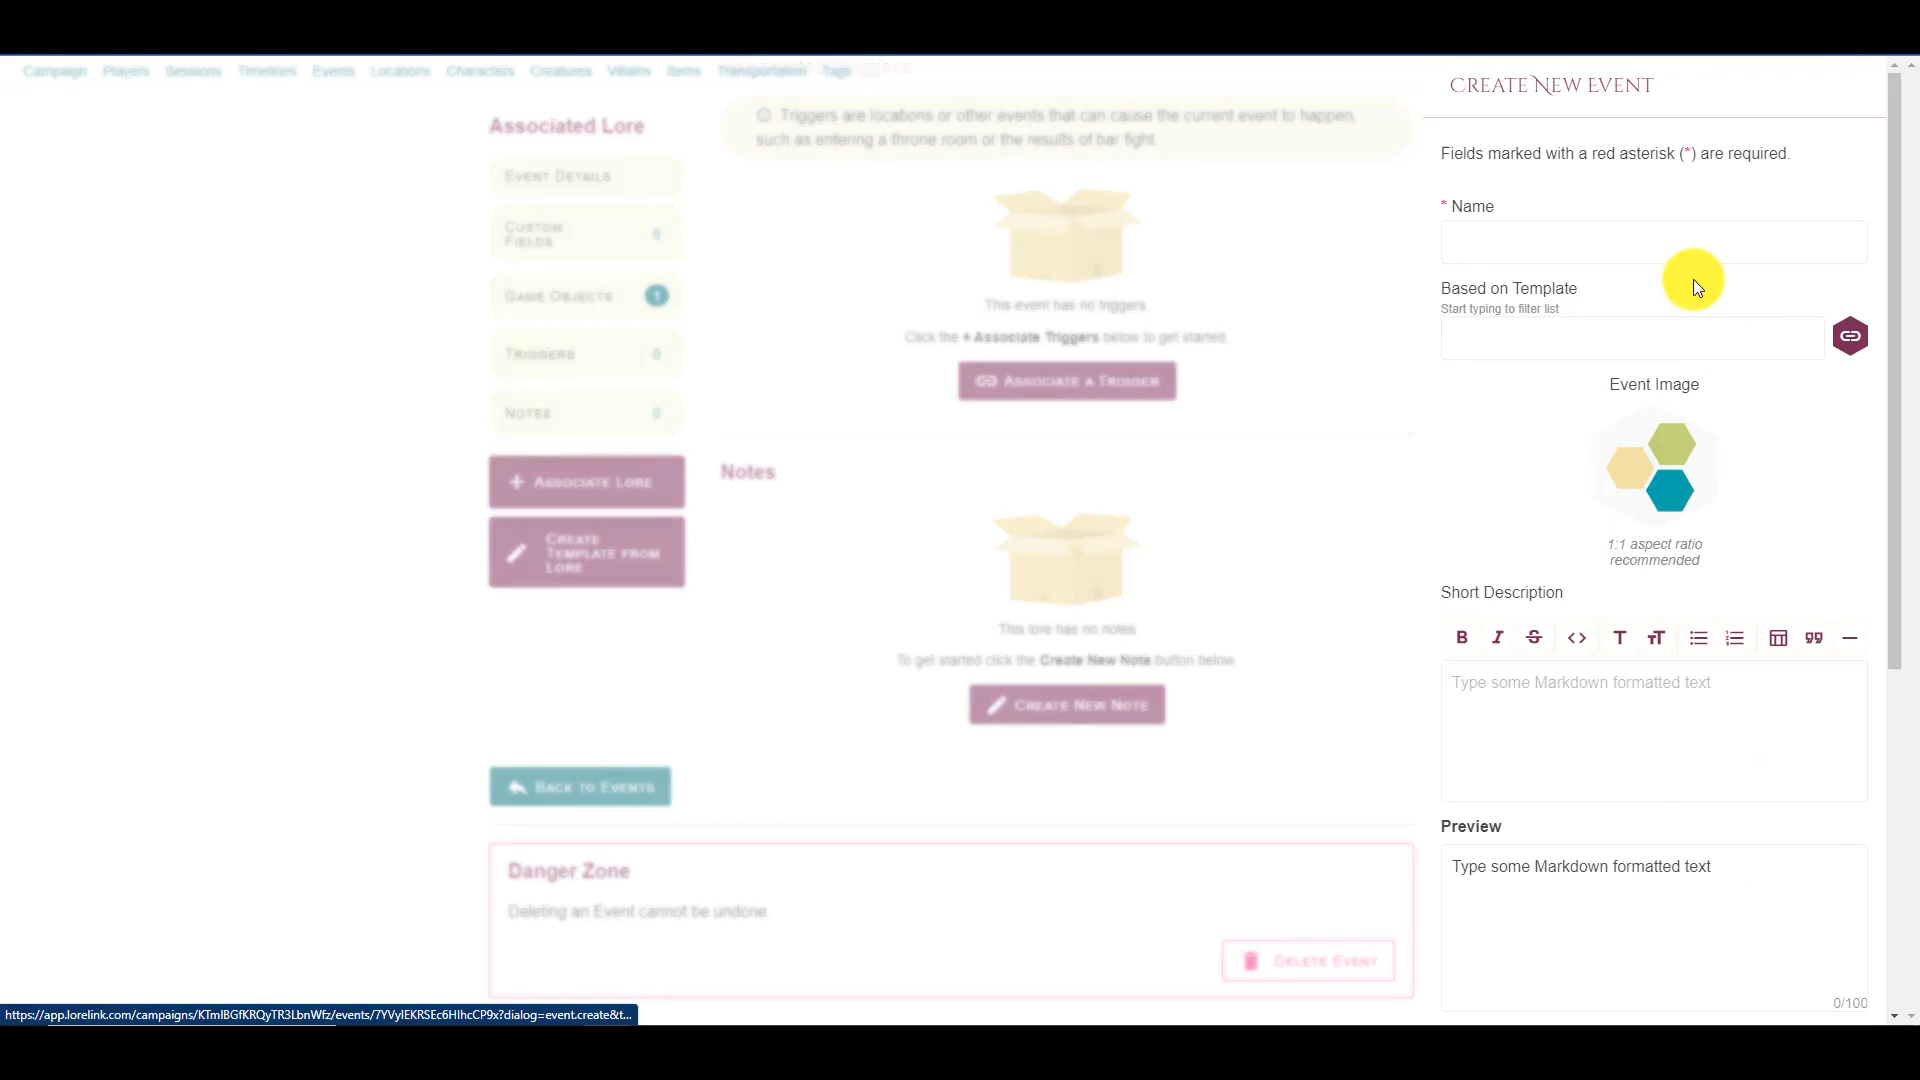 Campaign Players Sessions Timelines Events Locations Characters Creatures Villains Items Transportation Tags
Associated Lore
Event Details
Custom Fields 0
Game Objects 1
Triggers 0
Notes 0
+ Associate Lore
Create
Template from
Lore
Triggers are locations or other events that can cause the current event to happen,
such as entering a throne room or the results of bar fight.
This event has no triggers.
Click the + Associate Triggers below to get started.
Associate a Trigger
Notes
This lore has no notes.
To get started click the Create New Note button below.
Create New Note
Back to Events
Danger Zone
Deleting an Event cannot be undone.
Delete Event
Create New Event
Fields marked with a red asterisk (*) are required.
* Name
Based on Template
Start typing to filter list
Event Image
1:1 aspect ratio
recommended
Short Description
Type some Markdown formatted text
Preview
Type some Markdown formatted text
0/100
https://app.lorelink.com/campaigns/KTmIBGfKRQyTR3LbnWfz/events/7YVyIEKRSEc6HIhcCP9x?dialog=event.create&t...